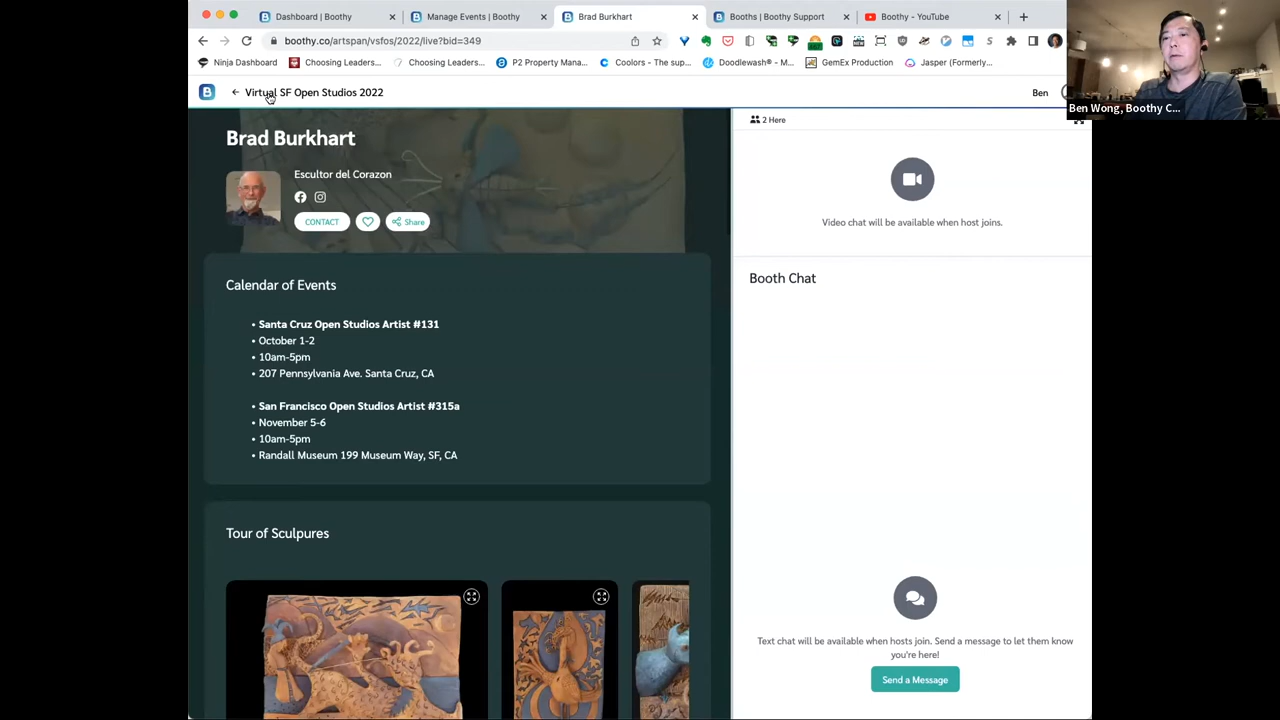 Dashboard | Boothy
Manage Events | Boothy
Brad Burkhart
Booths | Boothy Support
Boothy - YouTube
boothy.co/artspan/vsfos/2022/live?bid=349
Ninja Dashboard
Choosing Leaders...
Choosing Leaders...
P2 Property Mana...
Coolors - The sup...
Doodlewash® - M...
GemEx Production
Jasper (Formerly...
Ben Wong, Boothy C...
Virtual SF Open Studios 2022
Ben
Brad Burkhart
Escultor del Corazon
CONTACT
Share
2 Here
Video chat will be available when host joins.
Booth Chat
Calendar of Events
• Santa Cruz Open Studios Artist #131
• October 1-2
• 10am-5pm
• 207 Pennsylvania Ave. Santa Cruz, CA
• San Francisco Open Studios Artist #315a
• November 5-6
• 10am-5pm
• Randall Museum 199 Museum Way, SF, CA
Tour of Sculpures
Text chat will be available when hosts join. Send a message to let them know
you're here!
Send a Message